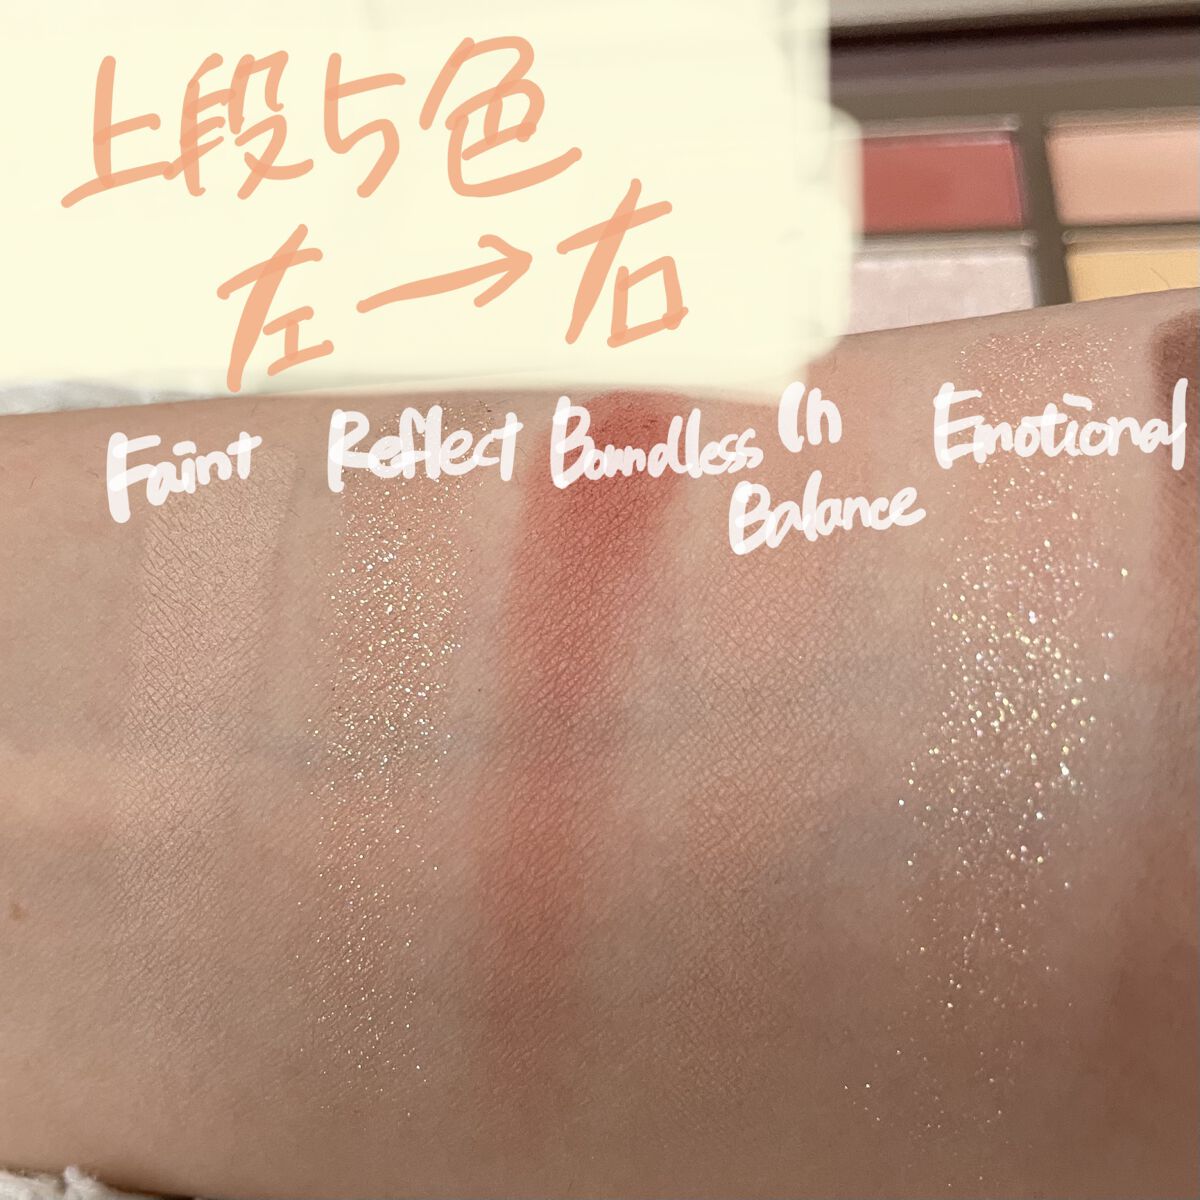 上段5色
左→右
Faint Reflect Boundless In Balance Emotional